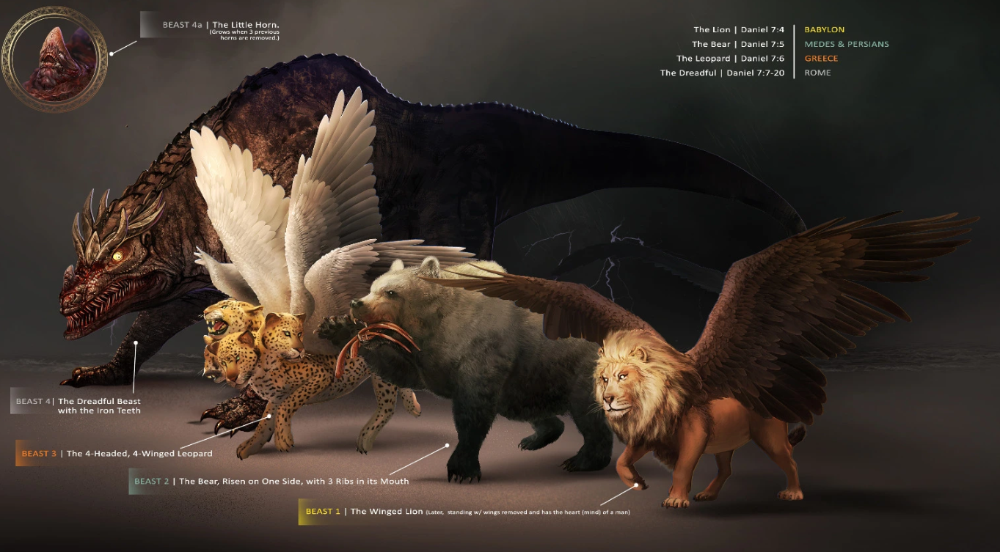 BEAST 4a | The Little Horn.
(Grows when 3 previous
horns are removed.)
The Lion | Daniel 7:4 | BABYLON
The Bear | Daniel 7:5 | MEDES & PERSIANS
The Leopard | Daniel 7:6 | GREECE
The Dreadful | Daniel 7:7-20 | ROME
BEAST 4 | The Dreadful Beast
with the Iron Teeth
BEAST 3 | The 4-Headed, 4-Winged Leopard
BEAST 2 | The Bear, Risen on One Side, with 3 Ribs in its Mouth
BEAST 1 | The Winged Lion (Later, standing w/ wings removed and has the heart (mind) of a man)